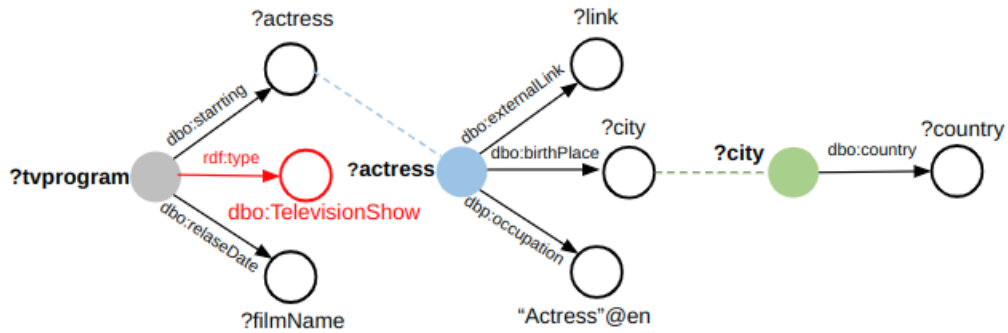 ?actress
dbo:starrting
?tvprogram
rdf:type
dbo:TelevisionShow
dbo:relaseDate
?filmName
?link
dbo:externalLink
?actress
dbo:birthPlace
?city
dbp:occupation
“Actress”@en
?city
dbo:country
?country